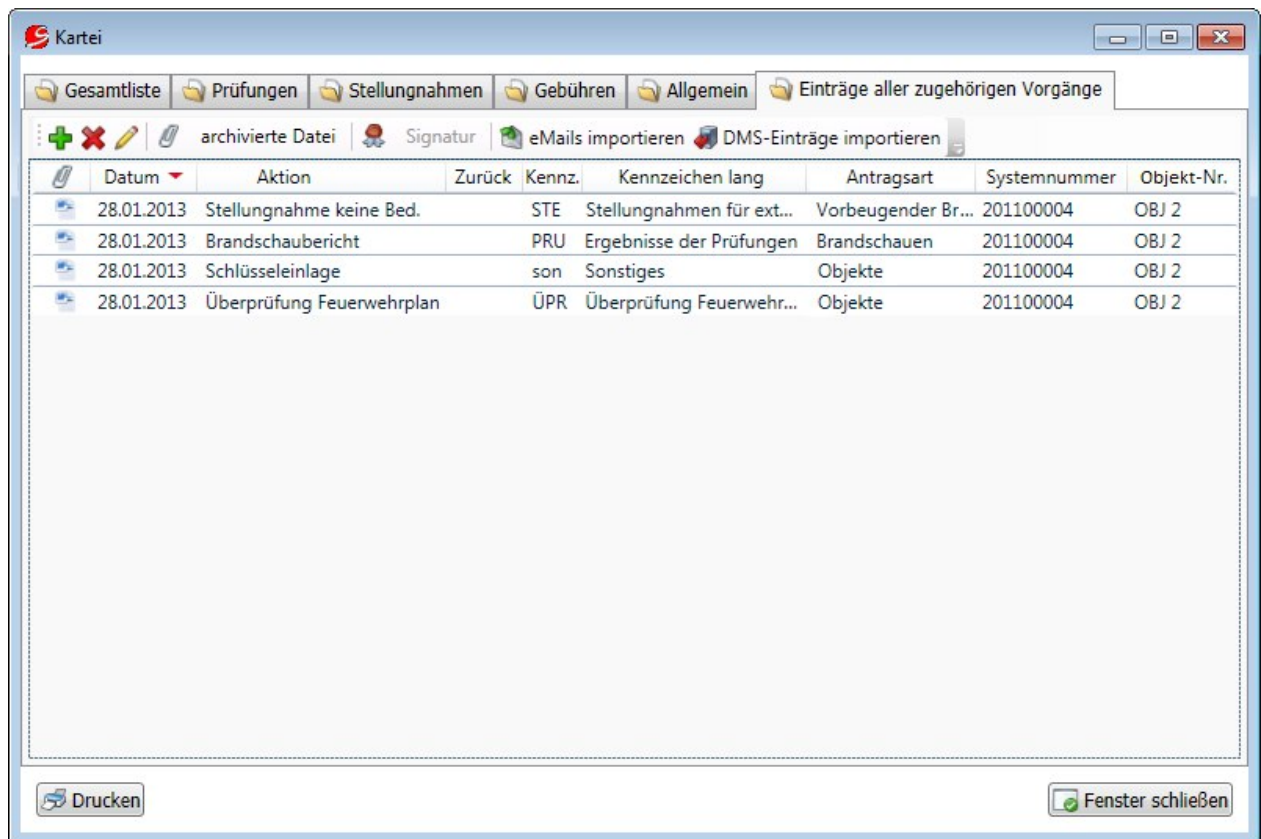 Kartei
Gesamtliste Prüfungen Stellungnahmen Gebühren Allgemein Einträge aller zugehörigen Vorgänge
archivierte Datei Signatur eMails importieren DMS-Einträge importieren
Datum Aktion Zurück Kennz. Kennzeichen lang Antragsart Systemnummer Objekt-Nr.
28.01.2013 Stellungnahme keine Bed. STE Stellungnahmen für ext... Vorbeugender Br... 201100004 OBJ 2
28.01.2013 Brandschaubericht PRU Ergebnisse der Prüfungen Brandschauen 201100004 OBJ 2
28.01.2013 Schlüsseleinlage son Sonstiges Objekte 201100004 OBJ 2
28.01.2013 Überprüfung Feuerwehrplan ÜPR Überprüfung Feuerwehr... Objekte 201100004 OBJ 2
Drucken Fenster schließen